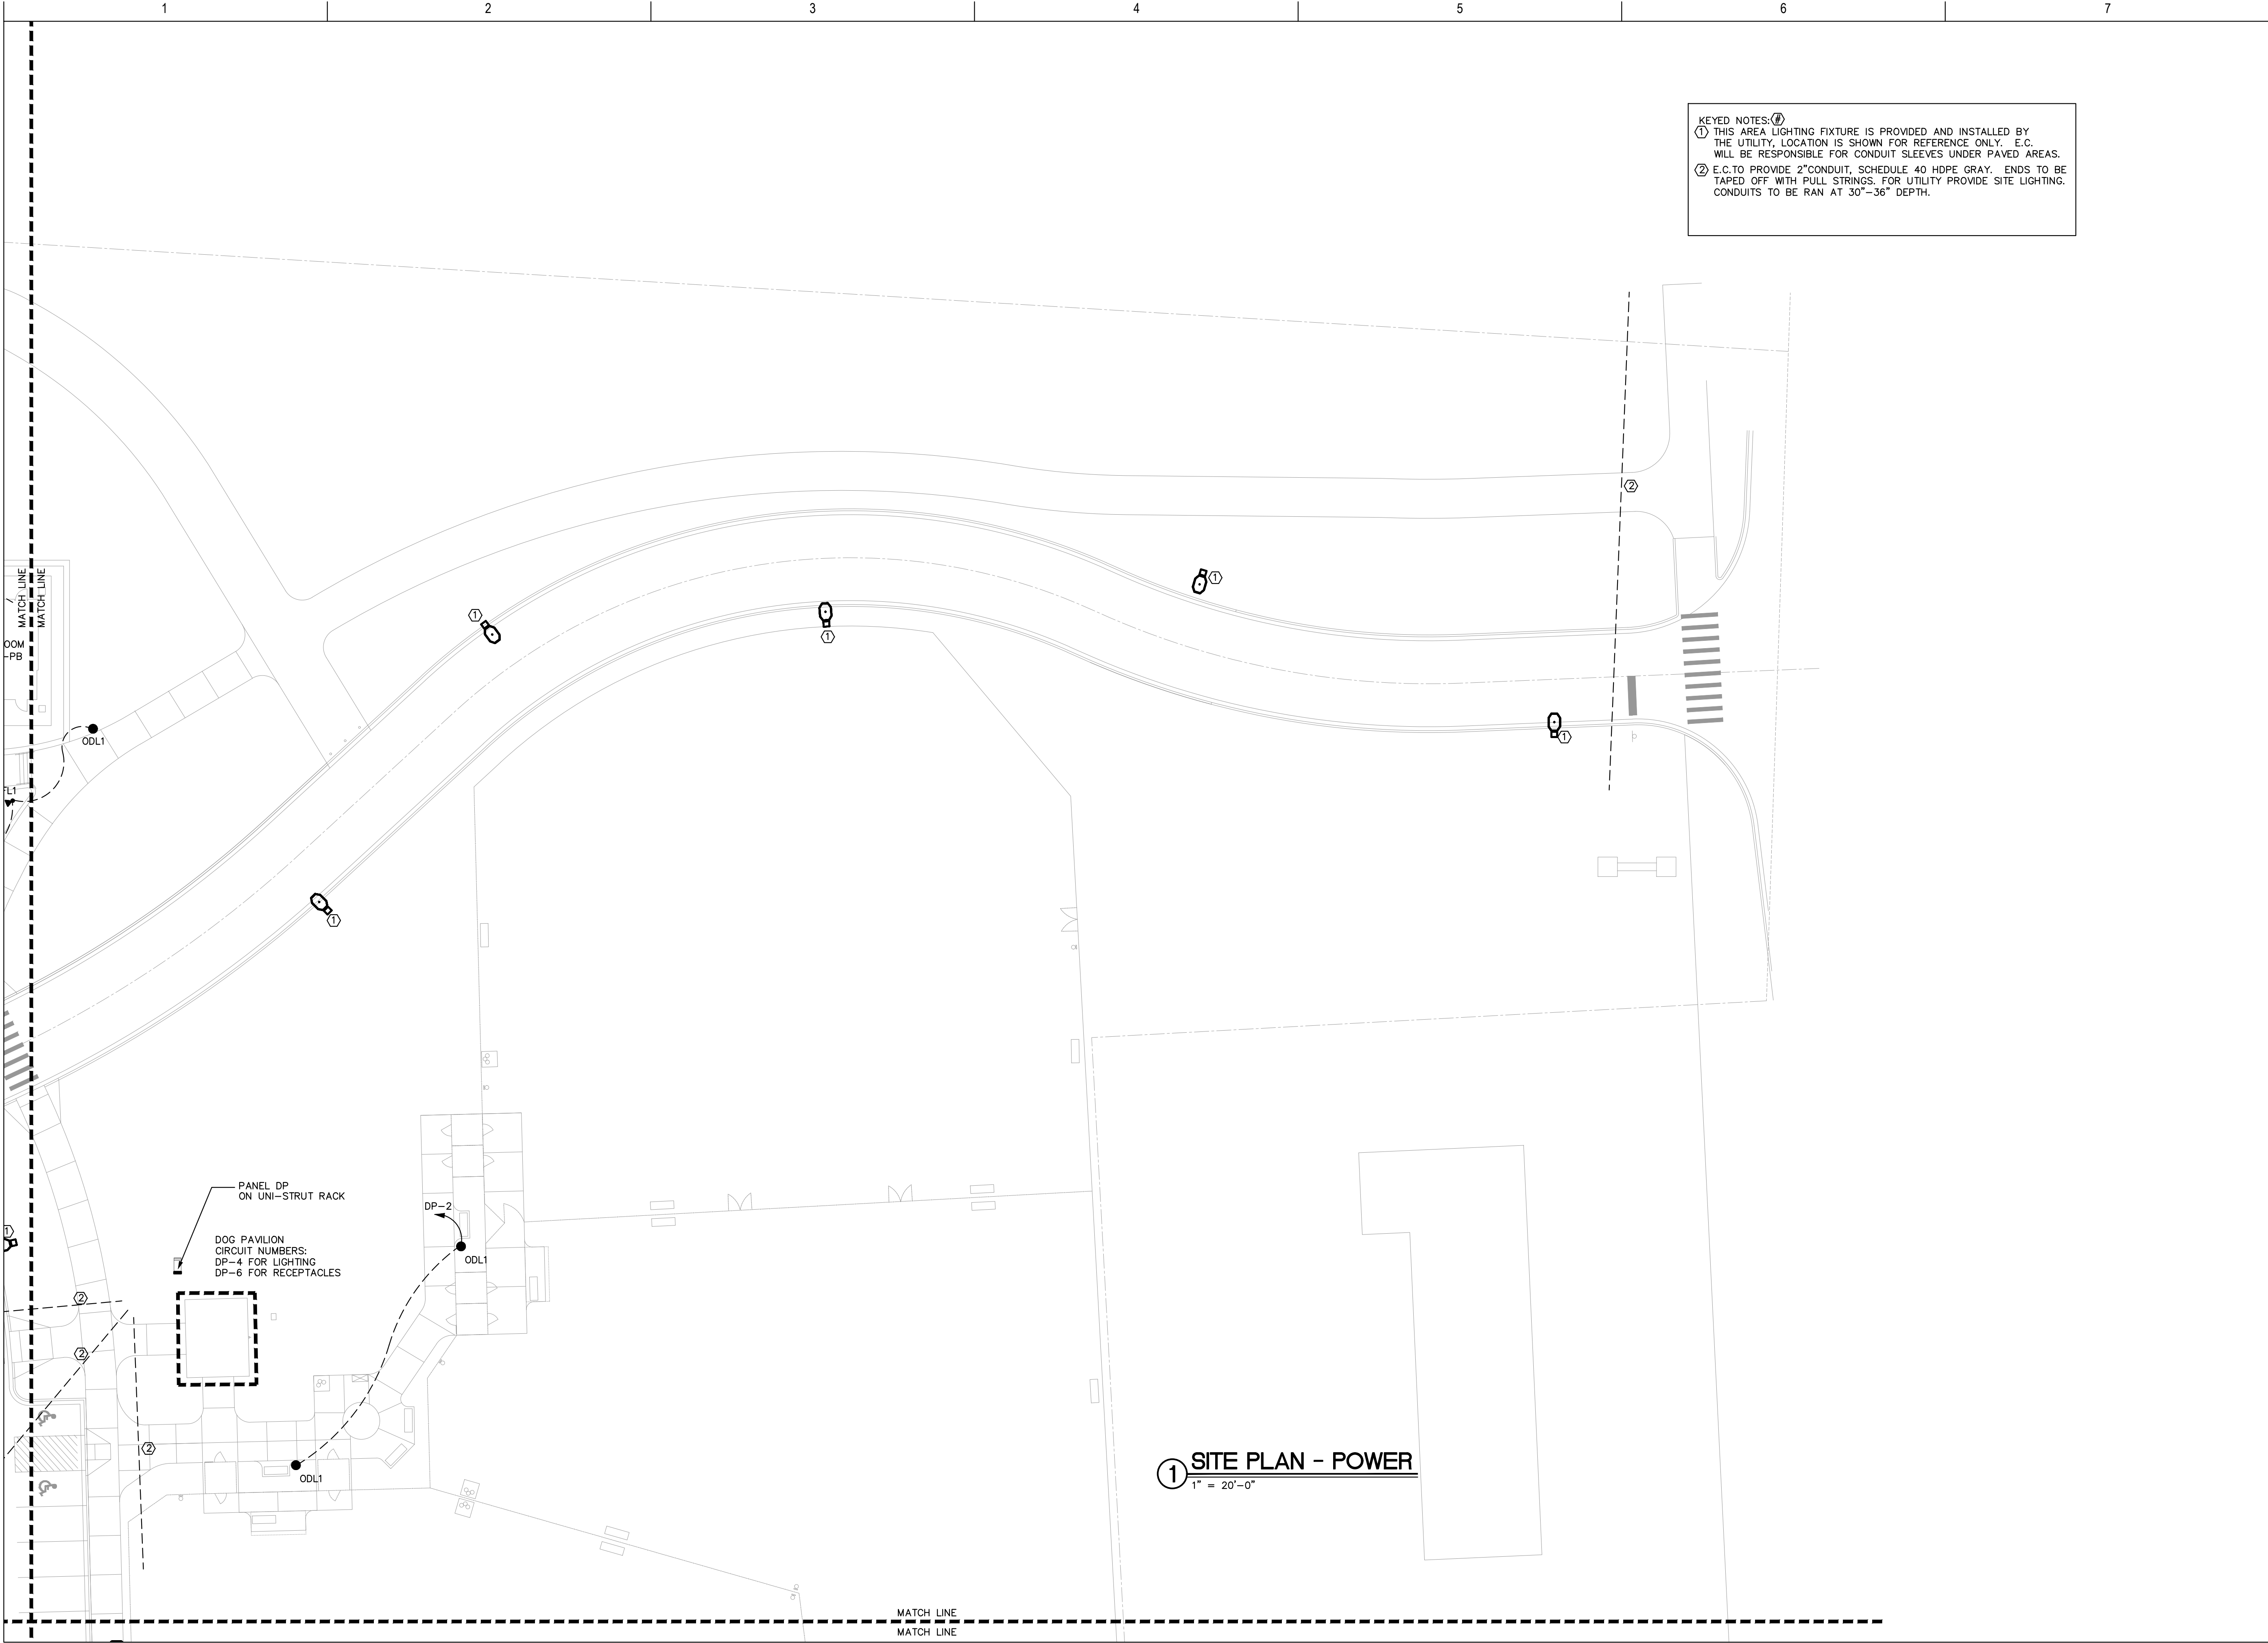 1 2 3 4 5 6 7
KEYED NOTES: #
1 THIS AREA LIGHTING FIXTURE IS PROVIDED AND INSTALLED BY
THE UTILITY, LOCATION IS SHOWN FOR REFERENCE ONLY. E.C.
WILL BE RESPONSIBLE FOR CONDUIT SLEEVES UNDER PAVED AREAS.
2 E.C.TO PROVIDE 2"CONDUIT, SCHEDULE 40 HDPE GRAY. ENDS TO BE
TAPED OFF WITH PULL STRINGS. FOR UTILITY PROVIDE SITE LIGHTING.
CONDUITS TO BE RAN AT 30"-36" DEPTH.
2
1
MATCH LINE
MATCH LINE
1
1
OOM
-PB
1
ODL1
L1
1
PANEL DP
ON UNI-STRUT RACK
DP-2
1
DOG PAVILION
CIRCUIT NUMBERS:
DP-4 FOR LIGHTING
DP-6 FOR RECEPTACLES
ODL1
2
2
2
ODL1
1 SITE PLAN - POWER
1" = 20'-0"
MATCH LINE
MATCH LINE